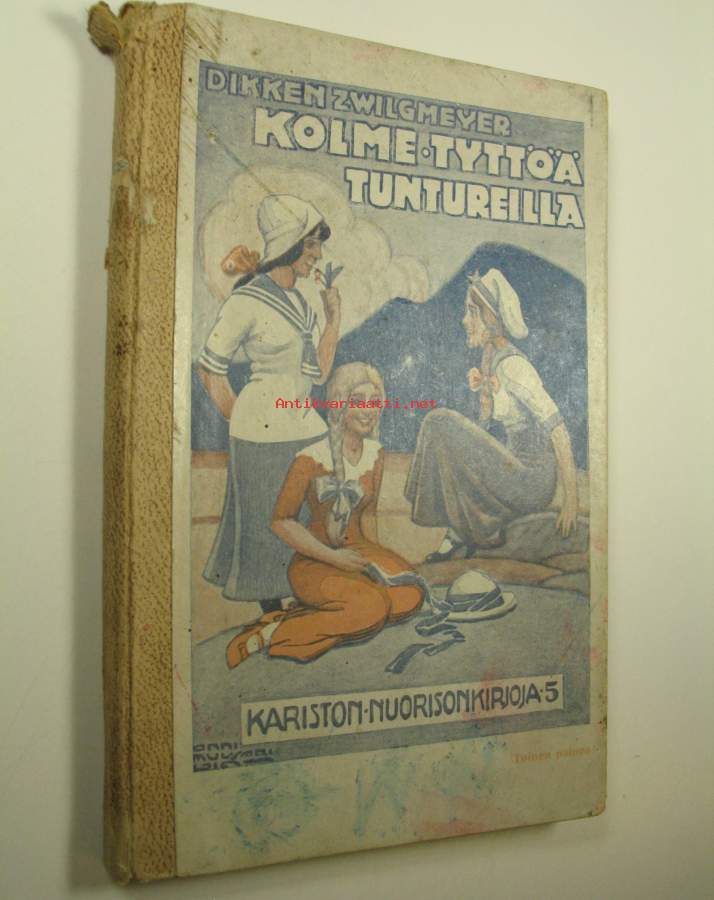 DIKKEN ZWILGMEYER
KOLME·TYTTÖÄ
TUNTUREILLA
Antikvariaatti.net
KARISTON·NUORISONKIRJOJA·5
Toinen painos